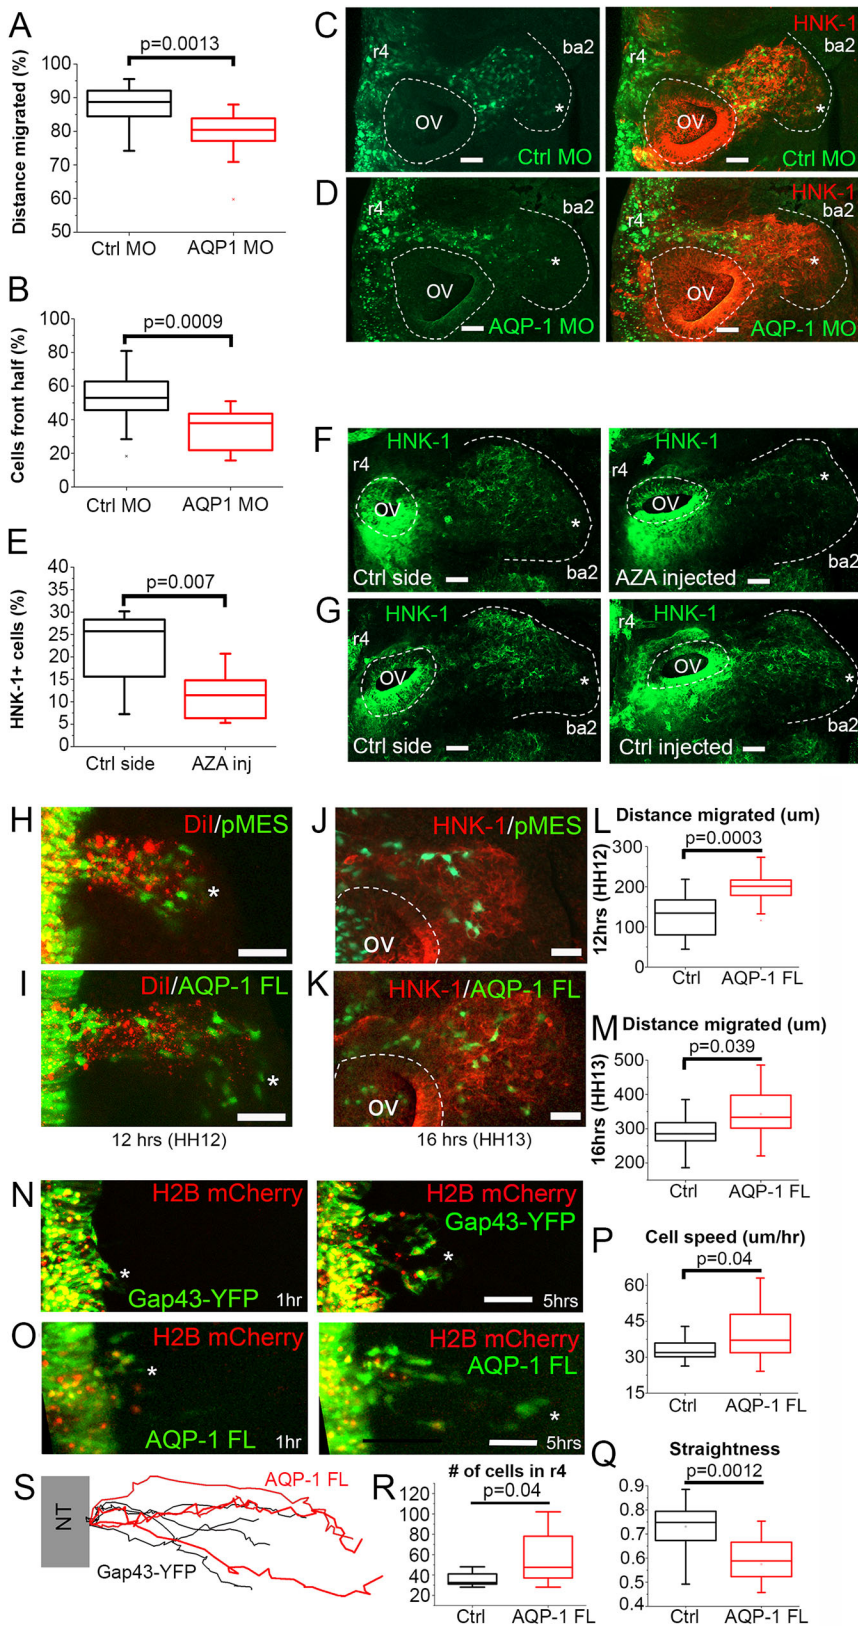 A
p=0.0013
Distance migrated (%)
100
90
80
70
60
50
Ctrl MO
AQP1 MO
B
p=0.0009
Cells front half (%)
100
80
60
40
20
0
Ctrl MO
AQP1 MO
E
p=0.007
HNK-1+ cells (%)
40
35
30
25
20
15
10
5
0
Ctrl side
AZA inj
C
r4
ba2
OV
*
Ctrl MO
HNK-1
r4
ba2
OV
*
Ctrl MO
D
r4
ba2
OV
*
AQP-1 MO
HNK-1
r4
ba2
OV
*
AQP-1 MO
F
HNK-1
r4
OV
*
Ctrl side
ba2
HNK-1
r4
OV
*
AZA injected
ba2
G
HNK-1
r4
OV
*
Ctrl side
ba2
HNK-1
r4
OV
*
Ctrl injected
ba2
H
DiI/pMES
*
I
DiI/AQP-1 FL
*
12 hrs (HH12)
J
HNK-1/pMES
OV
K
HNK-1/AQP-1 FL
OV
16 hrs (HH13)
L
Distance migrated (um)
p=0.0003
12hrs (HH12)
300
200
100
0
Ctrl
AQP-1 FL
M
Distance migrated (um)
p=0.039
16hrs (HH13)
500
400
300
200
Ctrl
AQP-1 FL
N
H2B mCherry
*
Gap43-YFP
1hr
H2B mCherry
Gap43-YFP
*
5hrs
O
H2B mCherry
*
AQP-1 FL
1hr
H2B mCherry
AQP-1 FL
*
5hrs
P
Cell speed (um/hr)
p=0.04
60
45
30
15
Ctrl
AQP-1 FL
Q
Straightness
p=0.0012
0.9
0.8
0.7
0.6
0.5
0.4
Ctrl
AQP-1 FL
S
NT
AQP-1 FL
Gap43-YFP
R
# of cells in r4
p=0.04
120
100
80
60
40
20
Ctrl
AQP-1 FL